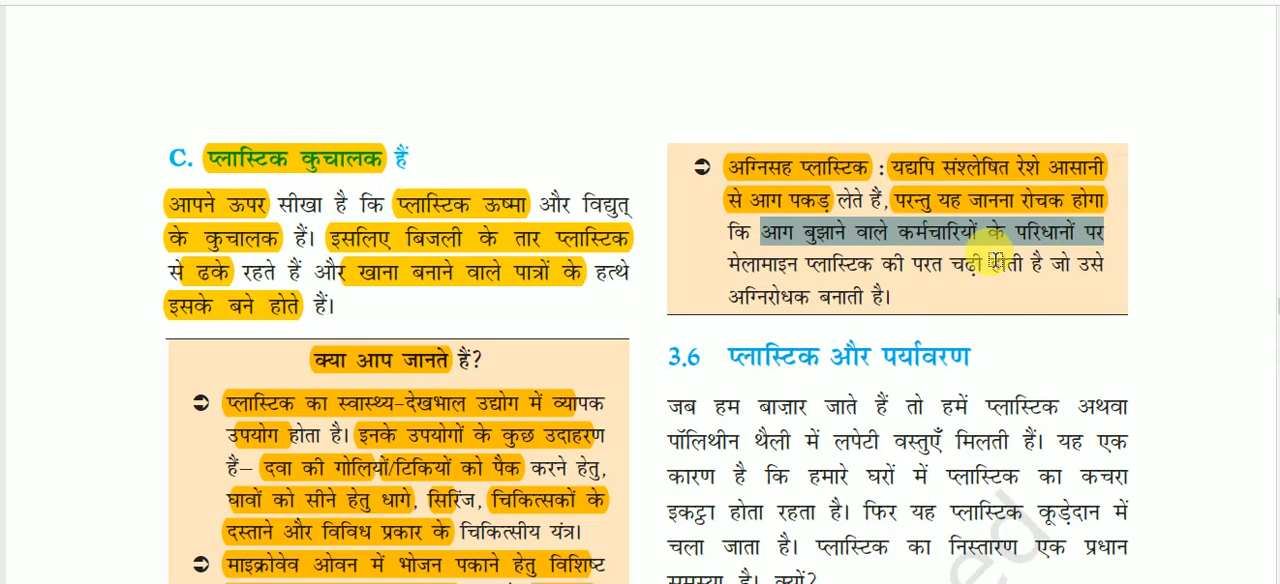 C. प्लास्टिक कुचालक हैं
आपने ऊपर सीखा है कि प्लास्टिक ऊष्मा और विद्युत्
के कुचालक हैं। इसलिए बिजली के तार प्लास्टिक
से ढके रहते हैं और खाना बनाने वाले पात्रों के हत्थे
इसके बने होते हैं।
क्या आप जानते हैं?
➲ प्लास्टिक का स्वास्थ्य-देखभाल उद्योग में व्यापक
उपयोग होता है। इनके उपयोगों के कुछ उदाहरण
हैं– दवा की गोलियों/टिकियों को पैक करने हेतु,
घावों को सीने हेतु धागे, सिरिंज, चिकित्सकों के
दस्ताने और विविध प्रकार के चिकित्सीय यंत्र।
➲ माइक्रोवेव ओवन में भोजन पकाने हेतु विशिष्ट
➲ अग्निसह प्लास्टिक : यद्यपि संश्लेषित रेशे आसानी
से आग पकड़ लेते हैं, परन्तु यह जानना रोचक होगा
कि आग बुझाने वाले कर्मचारियों के परिधानों पर
मेलामाइन प्लास्टिक की परत चढ़ी होती है जो उसे
अग्निरोधक बनाती है।
3.6 प्लास्टिक और पर्यावरण
जब हम बाज़ार जाते हैं तो हमें प्लास्टिक अथवा
पॉलिथीन थैली में लपेटी वस्तुएँ मिलती हैं। यह एक
कारण है कि हमारे घरों में प्लास्टिक का कचरा
इकट्ठा होता रहता है। फिर यह प्लास्टिक कूड़ेदान में
चला जाता है। प्लास्टिक का निस्तारण एक प्रधान
समस्या है। क्यों?